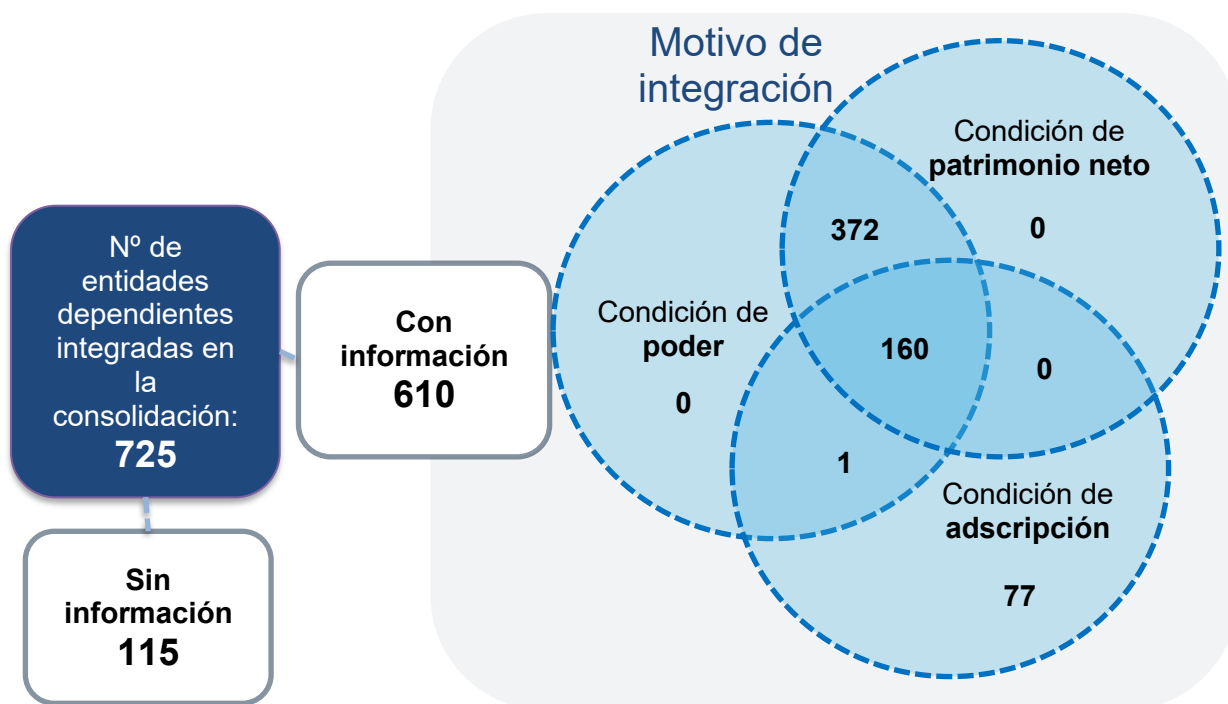 Nº de
entidades
dependientes
integradas en
la
consolidación:
725
Con
información
610
Sin
información
115
Motivo de
integración
Condición de
patrimonio neto
0
372
Condición de
poder
0
160
0
1
Condición de
adscripción
77